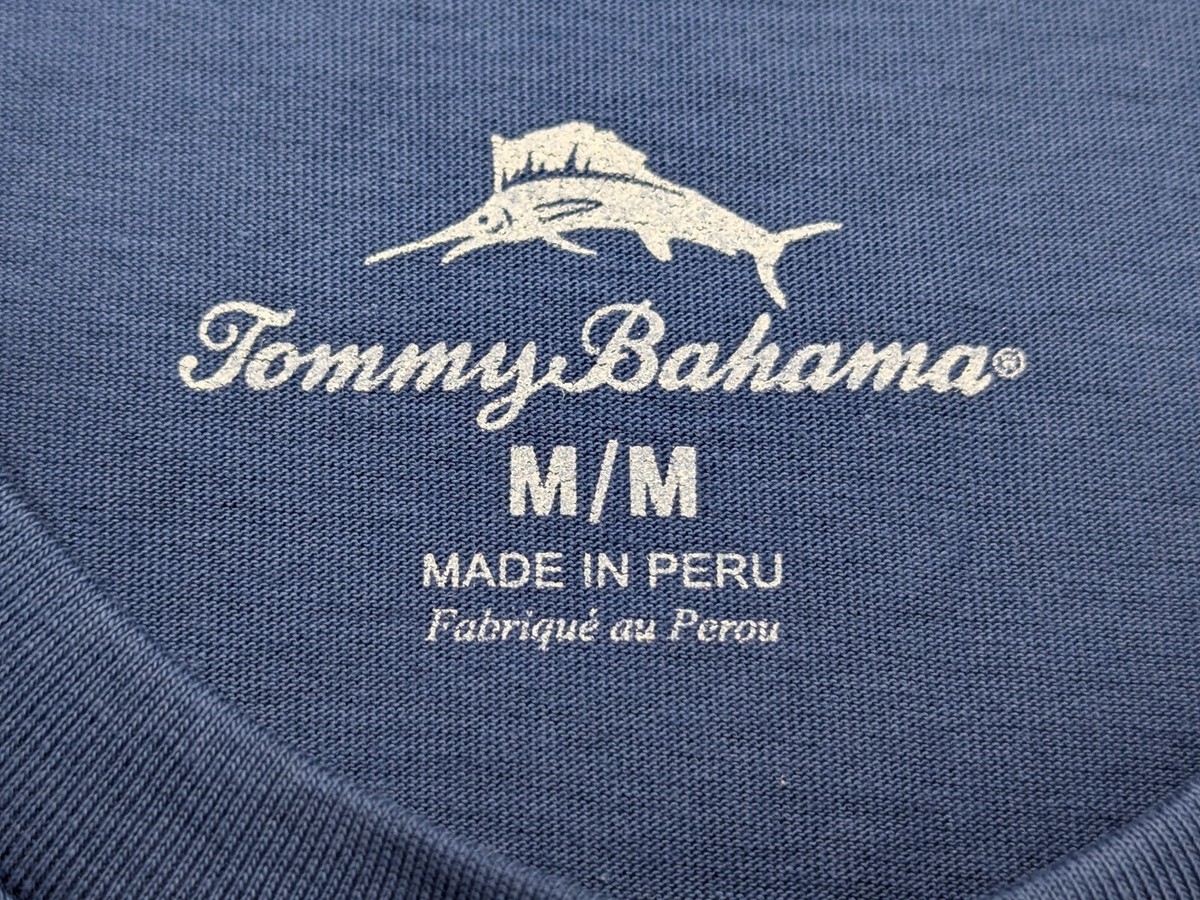 Tommy Bahama®
M/M
MADE IN PERU
Fabriqué au Perou